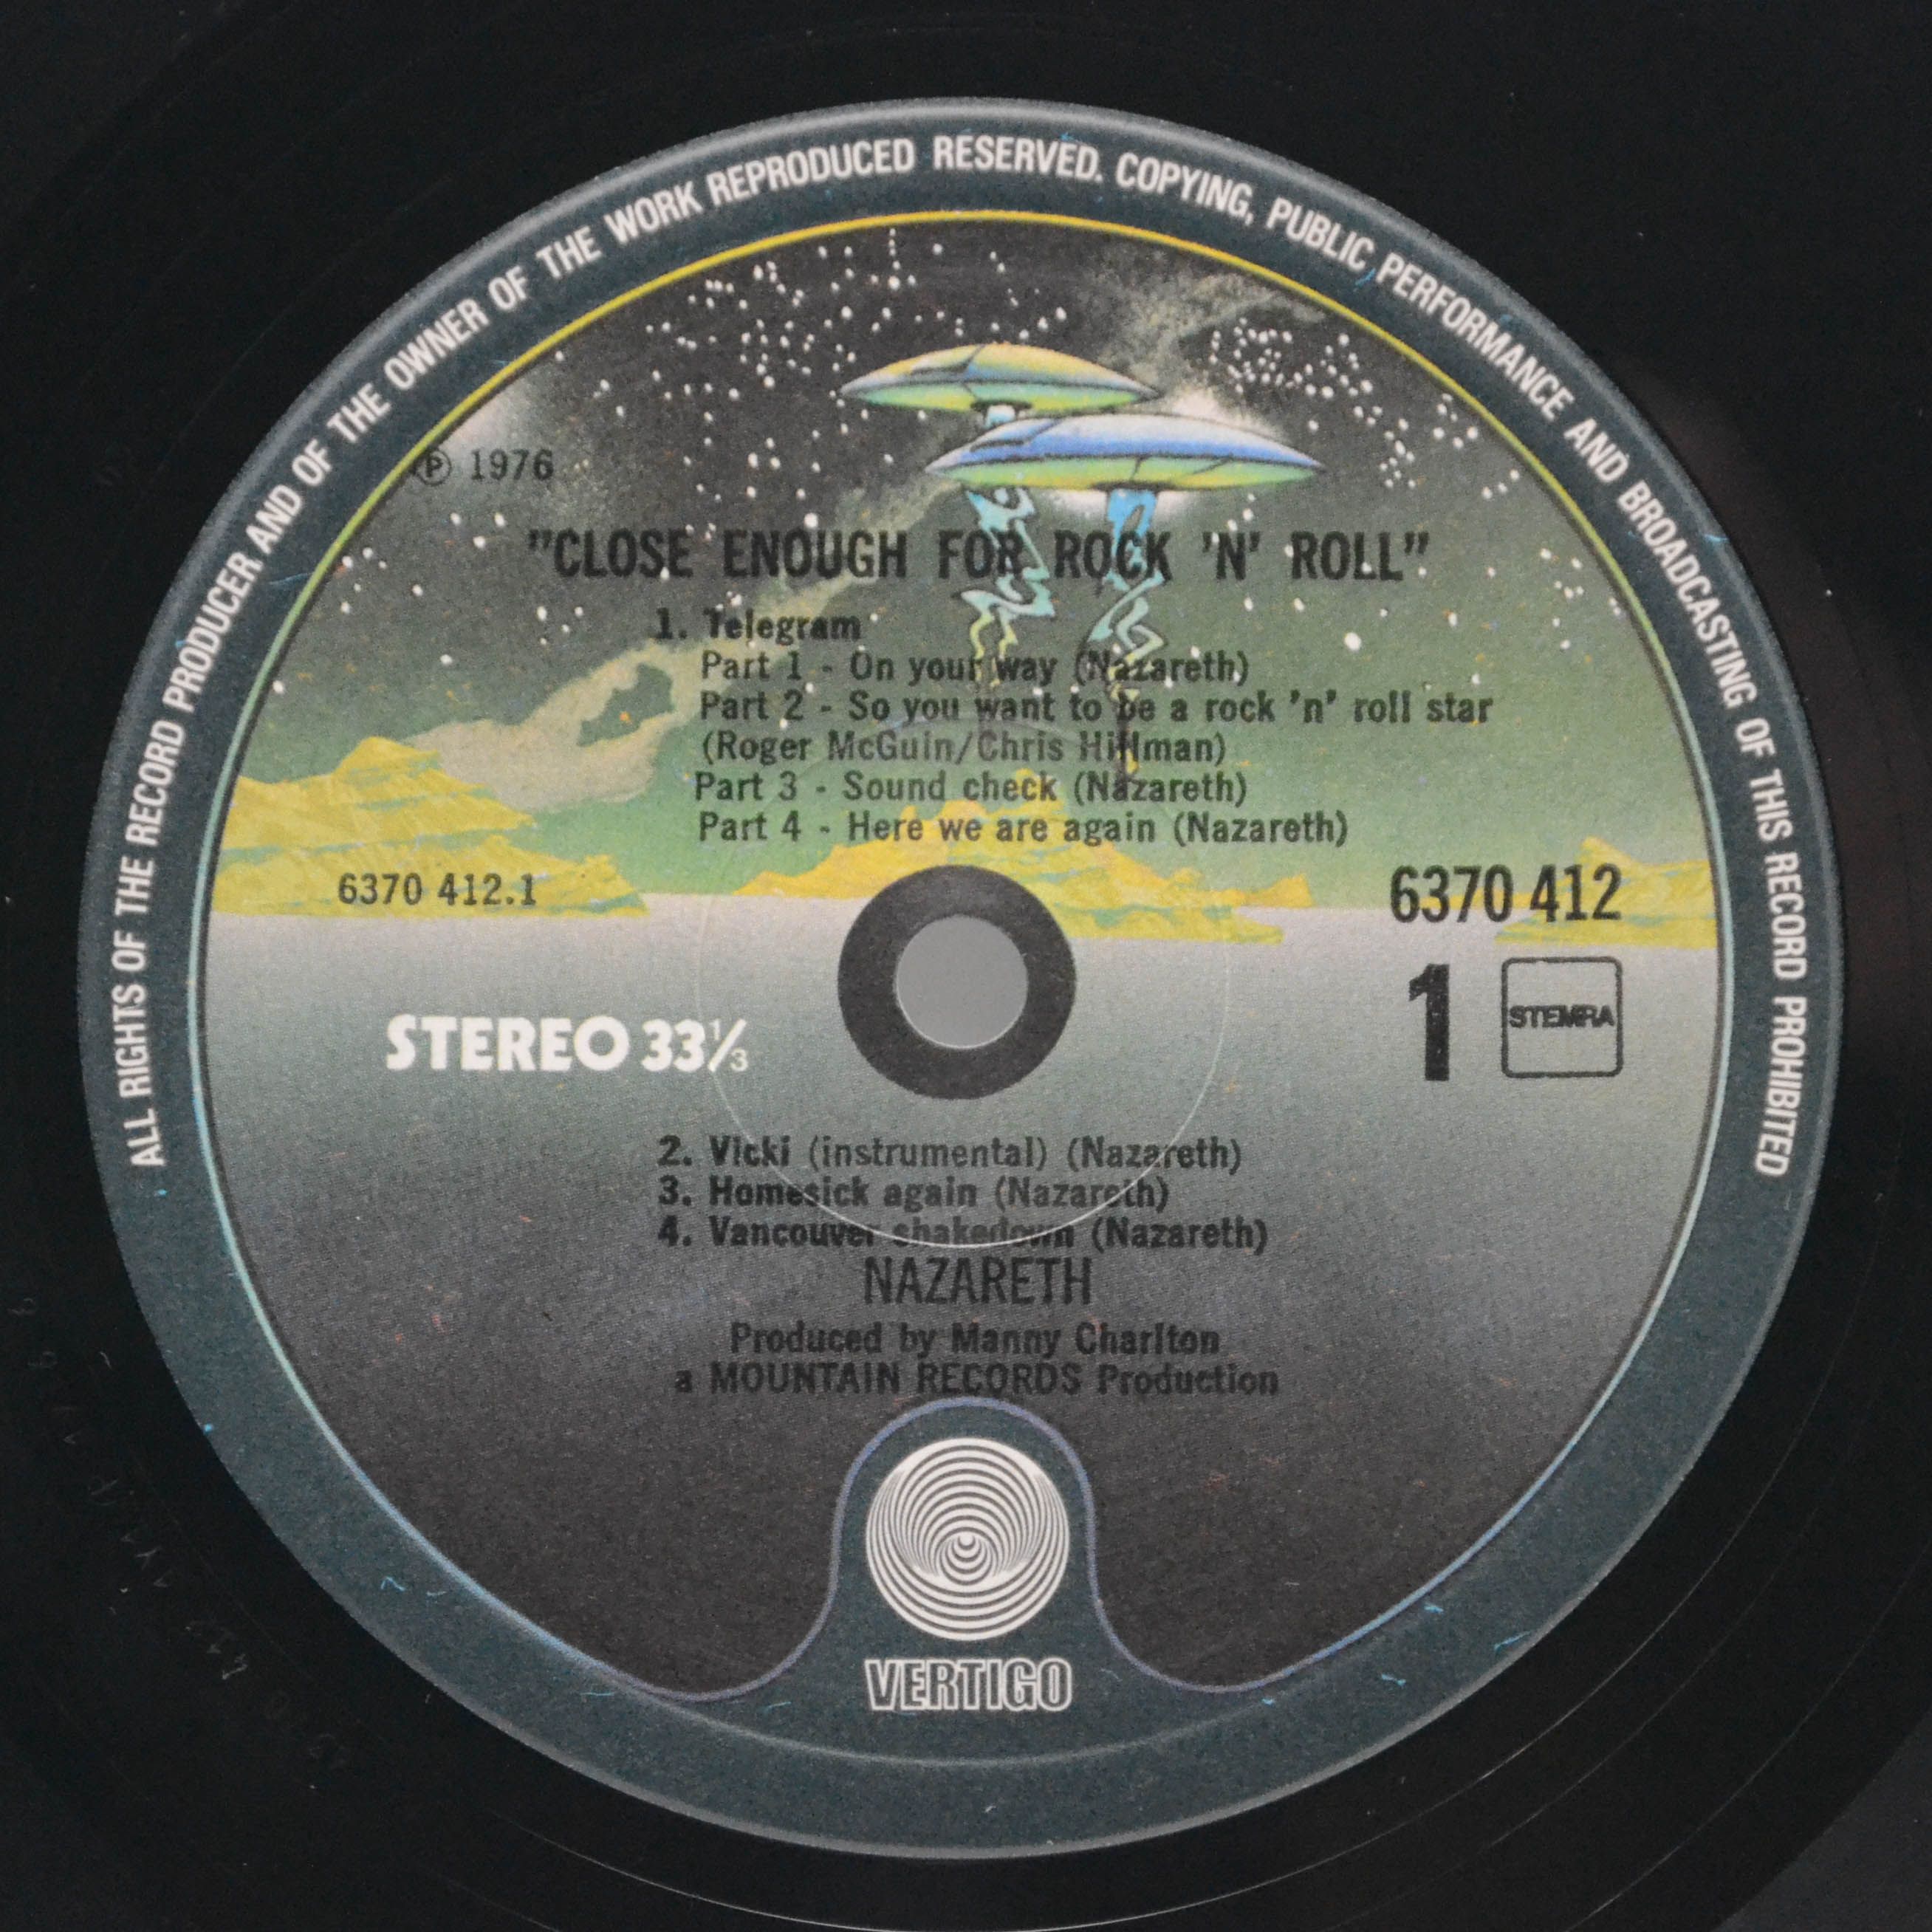 ALL RIGHTS OF THE RECORD PRODUCER AND OF THE OWNER OF THE WORK REPRODUCED RESERVED. COPYING, PUBLIC PERFORMANCE AND BROADCASTING OF THIS RECORD PROHIBITED
Ⓟ 1976
"CLOSE ENOUGH FOR ROCK 'N' ROLL"
1. Telegram
Part 1 - On your way (Nazareth)
Part 2 - So you want to be a rock 'n' roll star
(Roger McGuin/Chris Hillman)
Part 3 - Sound check (Nazareth)
Part 4 - Here we are again (Nazareth)
6370 412.1
6370 412
STEREO 33⅓
1
STEMRA
2. Vicki (instrumental) (Nazareth)
3. Homesick again (Nazareth)
4. Vancouver shakedown (Nazareth)
NAZARETH
Produced by Manny Charlton
a MOUNTAIN RECORDS Production
VERTIGO